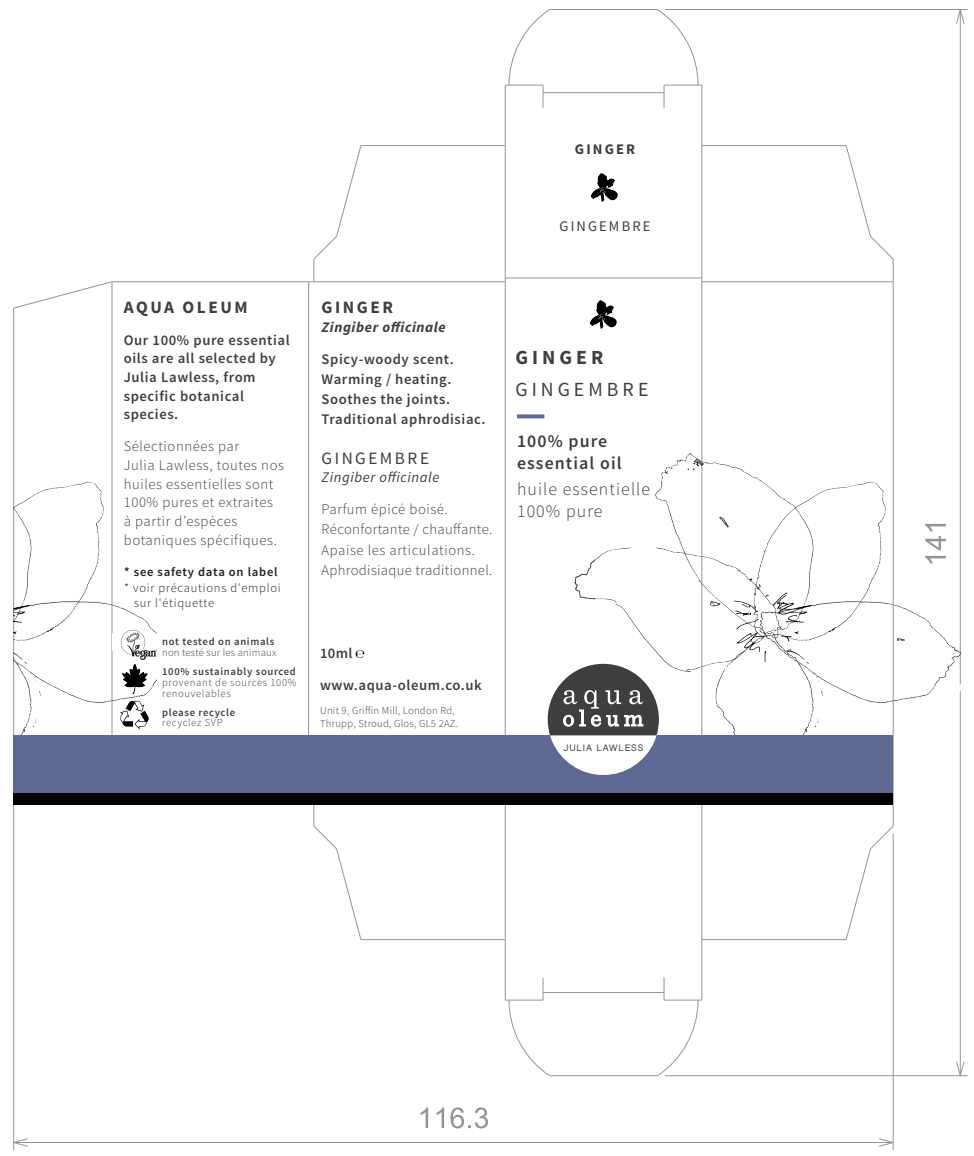 GINGER
GINGEMBRE
AQUA OLEUM
Our 100% pure essential
oils are all selected by
Julia Lawless, from
specific botanical
species.
Sélectionnées par
Julia Lawless, toutes nos
huiles essentielles sont
100% pures et extraites
à partir d’espèces
botaniques spécifiques.
* see safety data on label
* voir précautions d'emploi
sur l'étiquette
Vegan
not tested on animals
non testé sur les animaux
100% sustainably sourced
provenant de sources 100%
renouvelables
please recycle
recyclez SVP
GINGER
Zingiber officinale
Spicy-woody scent.
Warming / heating.
Soothes the joints.
Traditional aphrodisiac.
GINGEMBRE
Zingiber officinale
Parfum épicé boisé.
Réconfortante / chauffante.
Apaise les articulations.
Aphrodisiaque traditionnel.
10ml ℮
www.aqua-oleum.co.uk
Unit 9, Griffin Mill, London Rd,
Thrupp, Stroud, Glos, GL5 2AZ.
GINGER
GINGEMBRE
100% pure
essential oil
huile essentielle
100% pure
aqua
oleum
JULIA LAWLESS
141
116.3